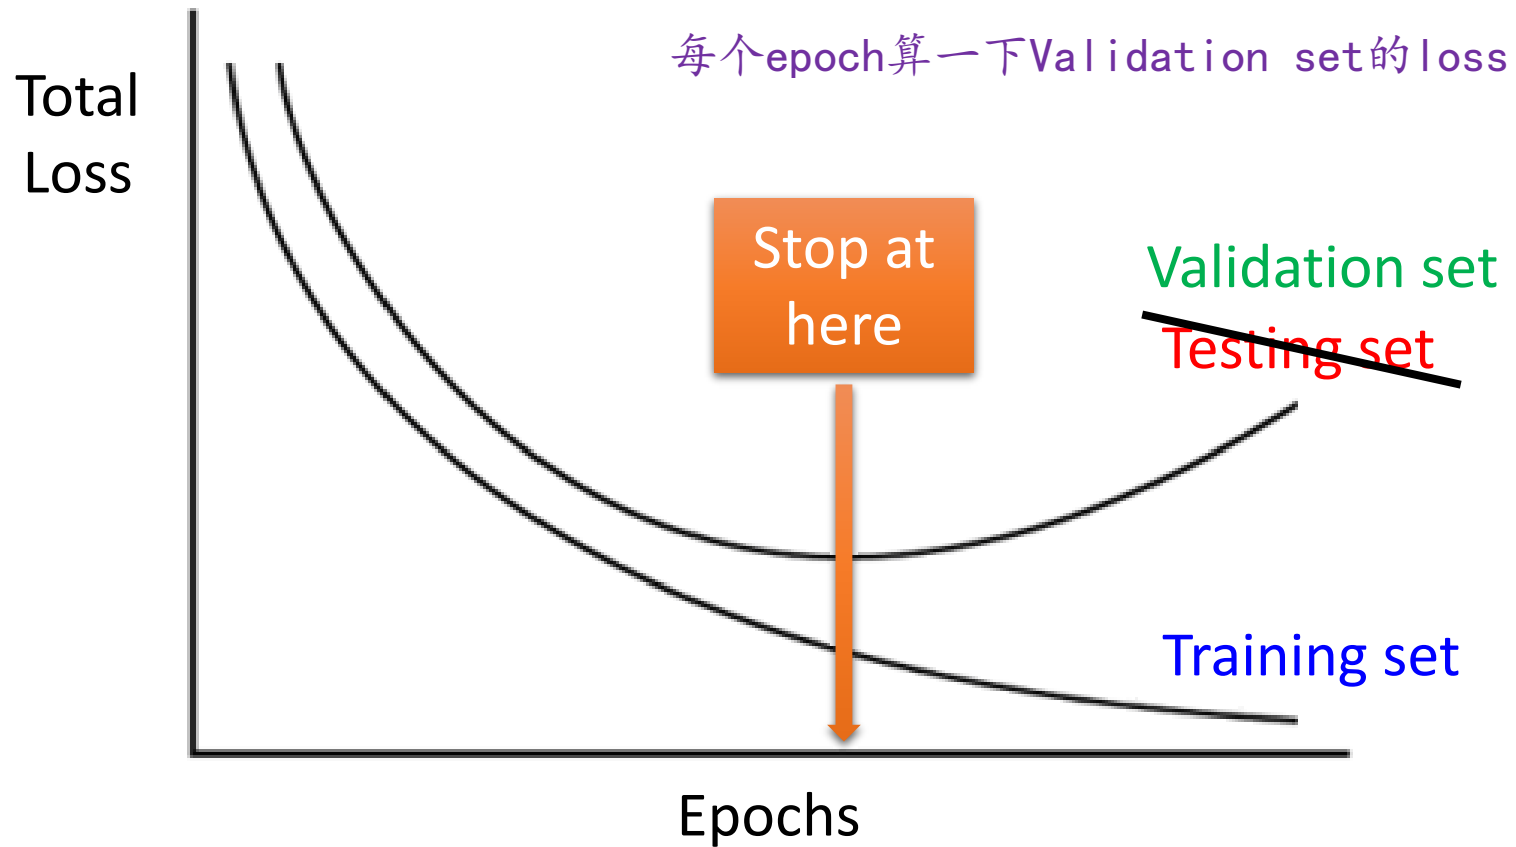 每个epoch算一下Validation set的loss
Total
Loss
Stop at
here
Validation set
Testing set
Training set
Epochs